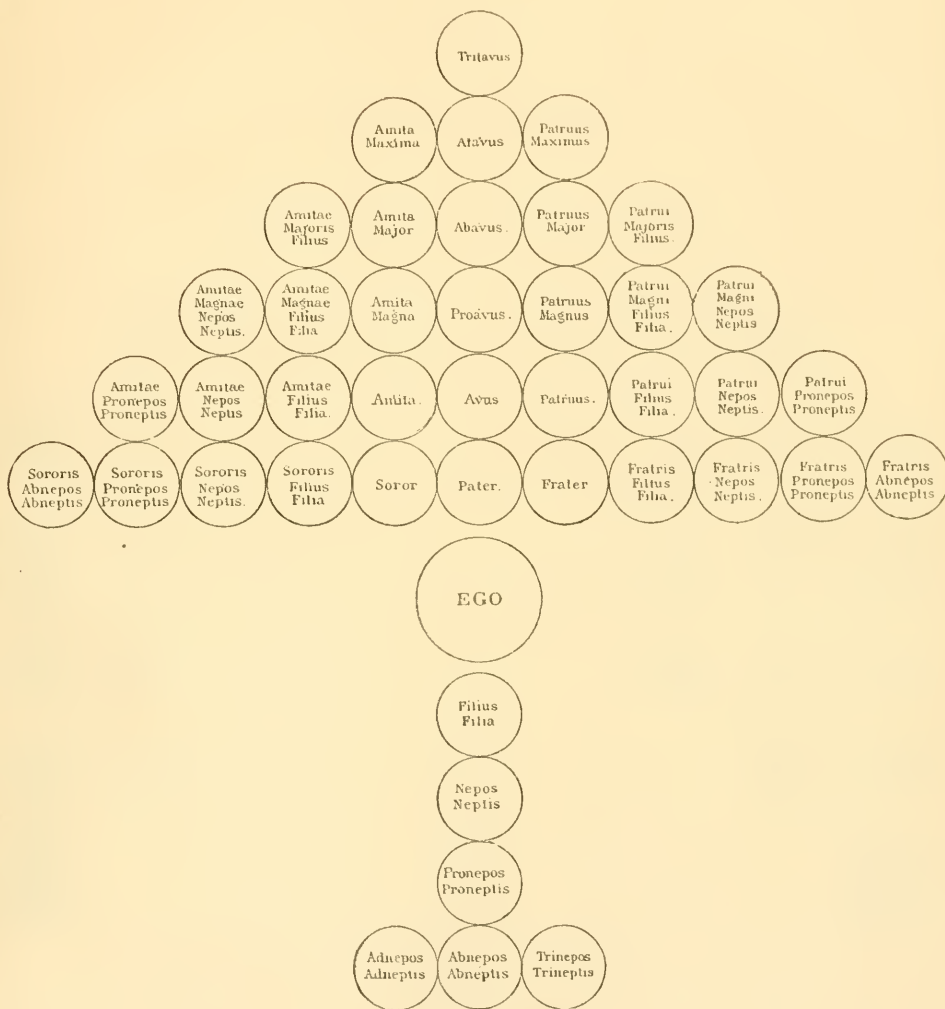 Tritavus
Amita
Maxima
Atavus
Patruus
Maximus
Amitae
Majoris
Filius
Amita
Major
Abavus.
Patruus
Major
Patrui
Majoris
Filius.
Amitae
Magnae
Nepos
Neptis.
Amitae
Magnae
Filius
Filia
Amita
Magna
Proavus.
Patruus
Magnus
Patrui
Magni
Filius
Filia.
Patrui
Magni
Nepos
Neptis
Amitae
Pronepos
Proneptis
Amitae
Nepos
Neptis
Amitae
Filius
Filia.
Amita.
Avus
Patruus.
Patrui
Filius
Filia.
Patrui
Nepos
Neptis.
Patrui
Pronepos
Proneptis
Sororis
Abnepos
Abneptis
Sororis
Pronepos
Proneptis
Sororis
Nepos
Neptis.
Sororis
Filius
Filia
Soror
Pater.
Frater
Fratris
Filius
Filia.
Fratris
Nepos
Neptis.
Fratris
Pronepos
Proneptis
Fratris
Abnepos
Abneptis
EGO
Filius
Filia
Nepos
Neptis
Pronepos
Proneptis
Adnepos
Adneptis
Abnepos
Abneptis
Trinepos
Trineptis